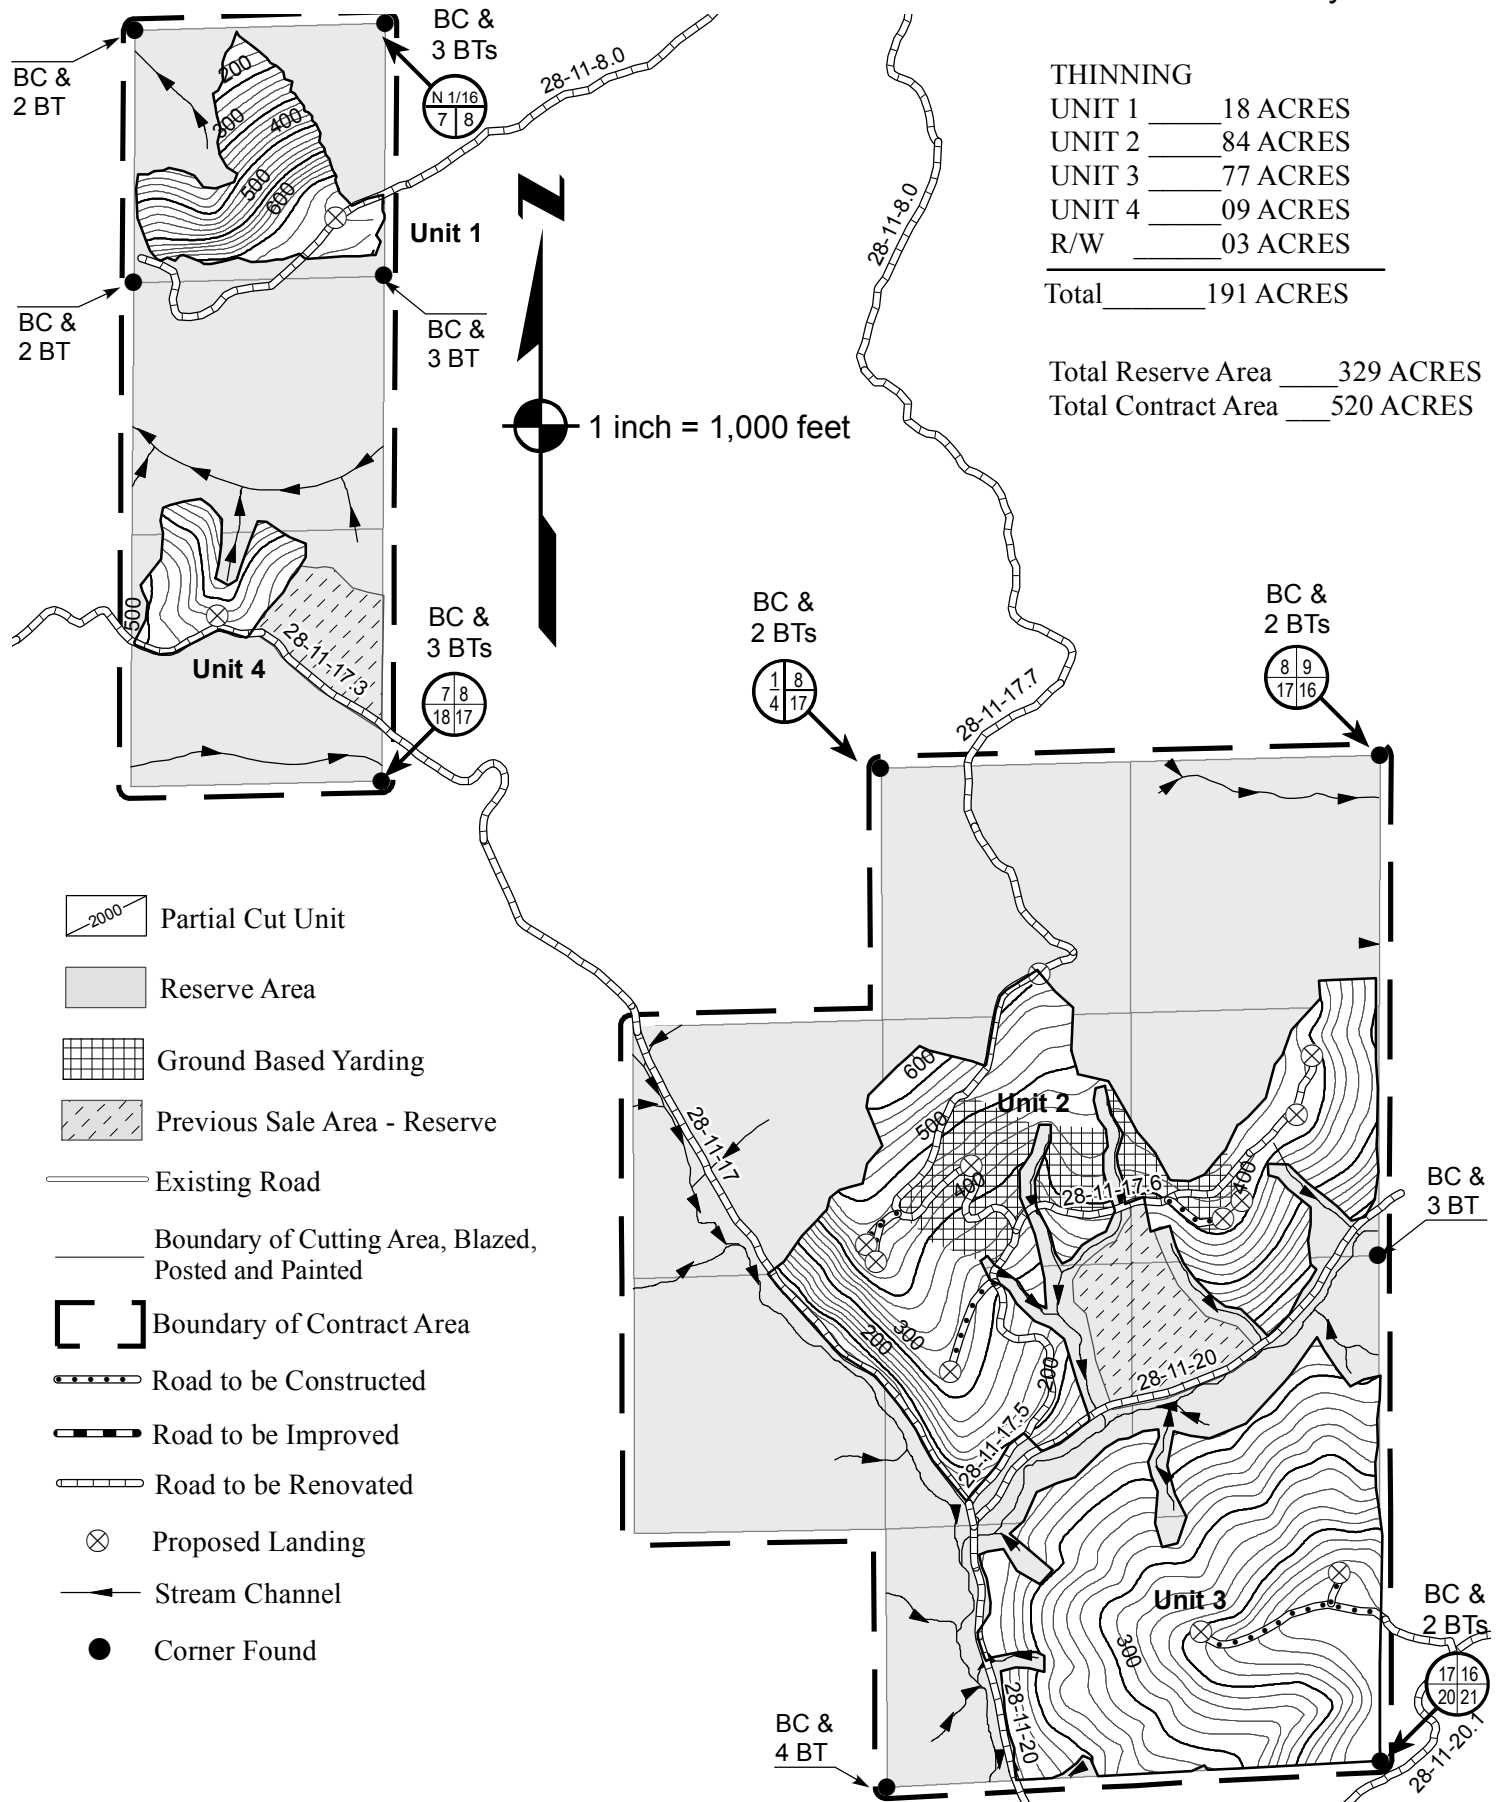 BC &
3 BTs
BC &
2 BT
N 1/16
7 8
28-11-8.0
THINNING
UNIT 1 _____18 ACRES
UNIT 2 _____84 ACRES
UNIT 3 _____77 ACRES
UNIT 4 _____09 ACRES
R/W ______03 ACRES
Total_______191 ACRES
Total Reserve Area ____329 ACRES
Total Contract Area ___520 ACRES
200
300
400
500
600
Unit 1
28-11-8.0
BC &
2 BT
BC &
3 BT
N
1 inch = 1,000 feet
500
Unit 4
28-11-17.3
BC &
3 BTs
7 8
18 17
BC &
2 BTs
1 8
4 17
BC &
2 BTs
8 9
17 16
28-11-17.7
2000
Partial Cut Unit
Reserve Area
Ground Based Yarding
Previous Sale Area - Reserve
Existing Road
Boundary of Cutting Area, Blazed,
Posted and Painted
Boundary of Contract Area
Road to be Constructed
Road to be Improved
Road to be Renovated
Proposed Landing
Stream Channel
Corner Found
600
Unit 2
500
400
28-11-17
28-11-17.6
400
BC &
3 BT
300
200
200
28-11-20
28-11-17.5
Unit 3
300
28-11-20
BC &
2 BTs
17 16
20 21
28-11-20.1
BC &
4 BT